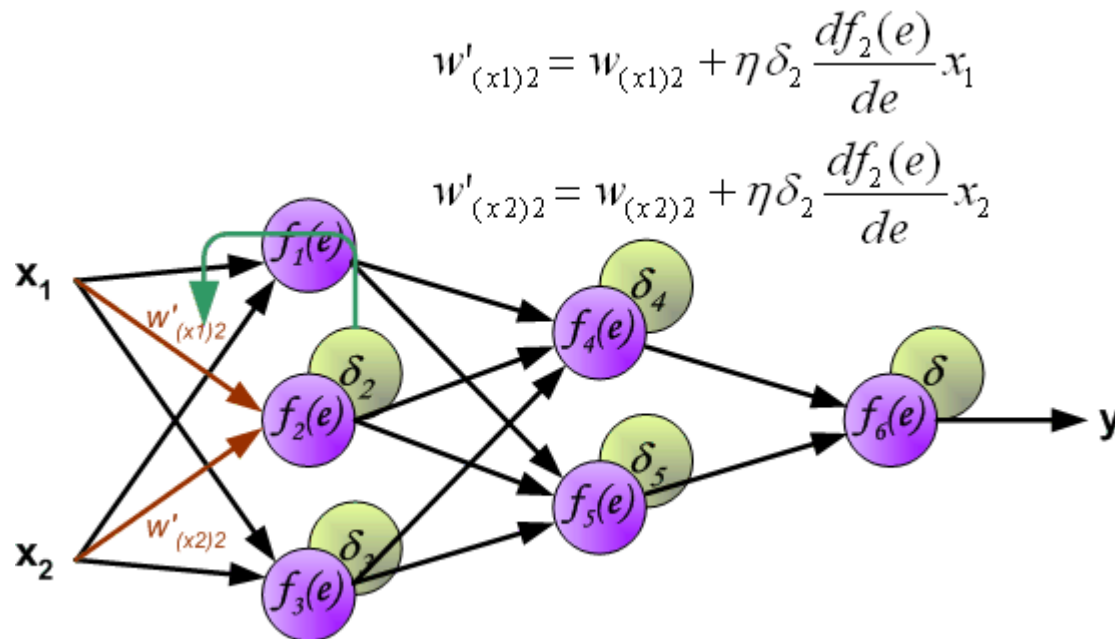 w'(x1)2 = w(x1)2 + η δ2 df2(e)/de x1
w'(x2)2 = w(x2)2 + η δ2 df2(e)/de x2
f1(e)
x1
δ4
w'(x1)2
f4(e)
δ2
δ
f2(e)
f6(e)
y
δ5
f5(e)
w'(x2)2
x2
δ3
f3(e)